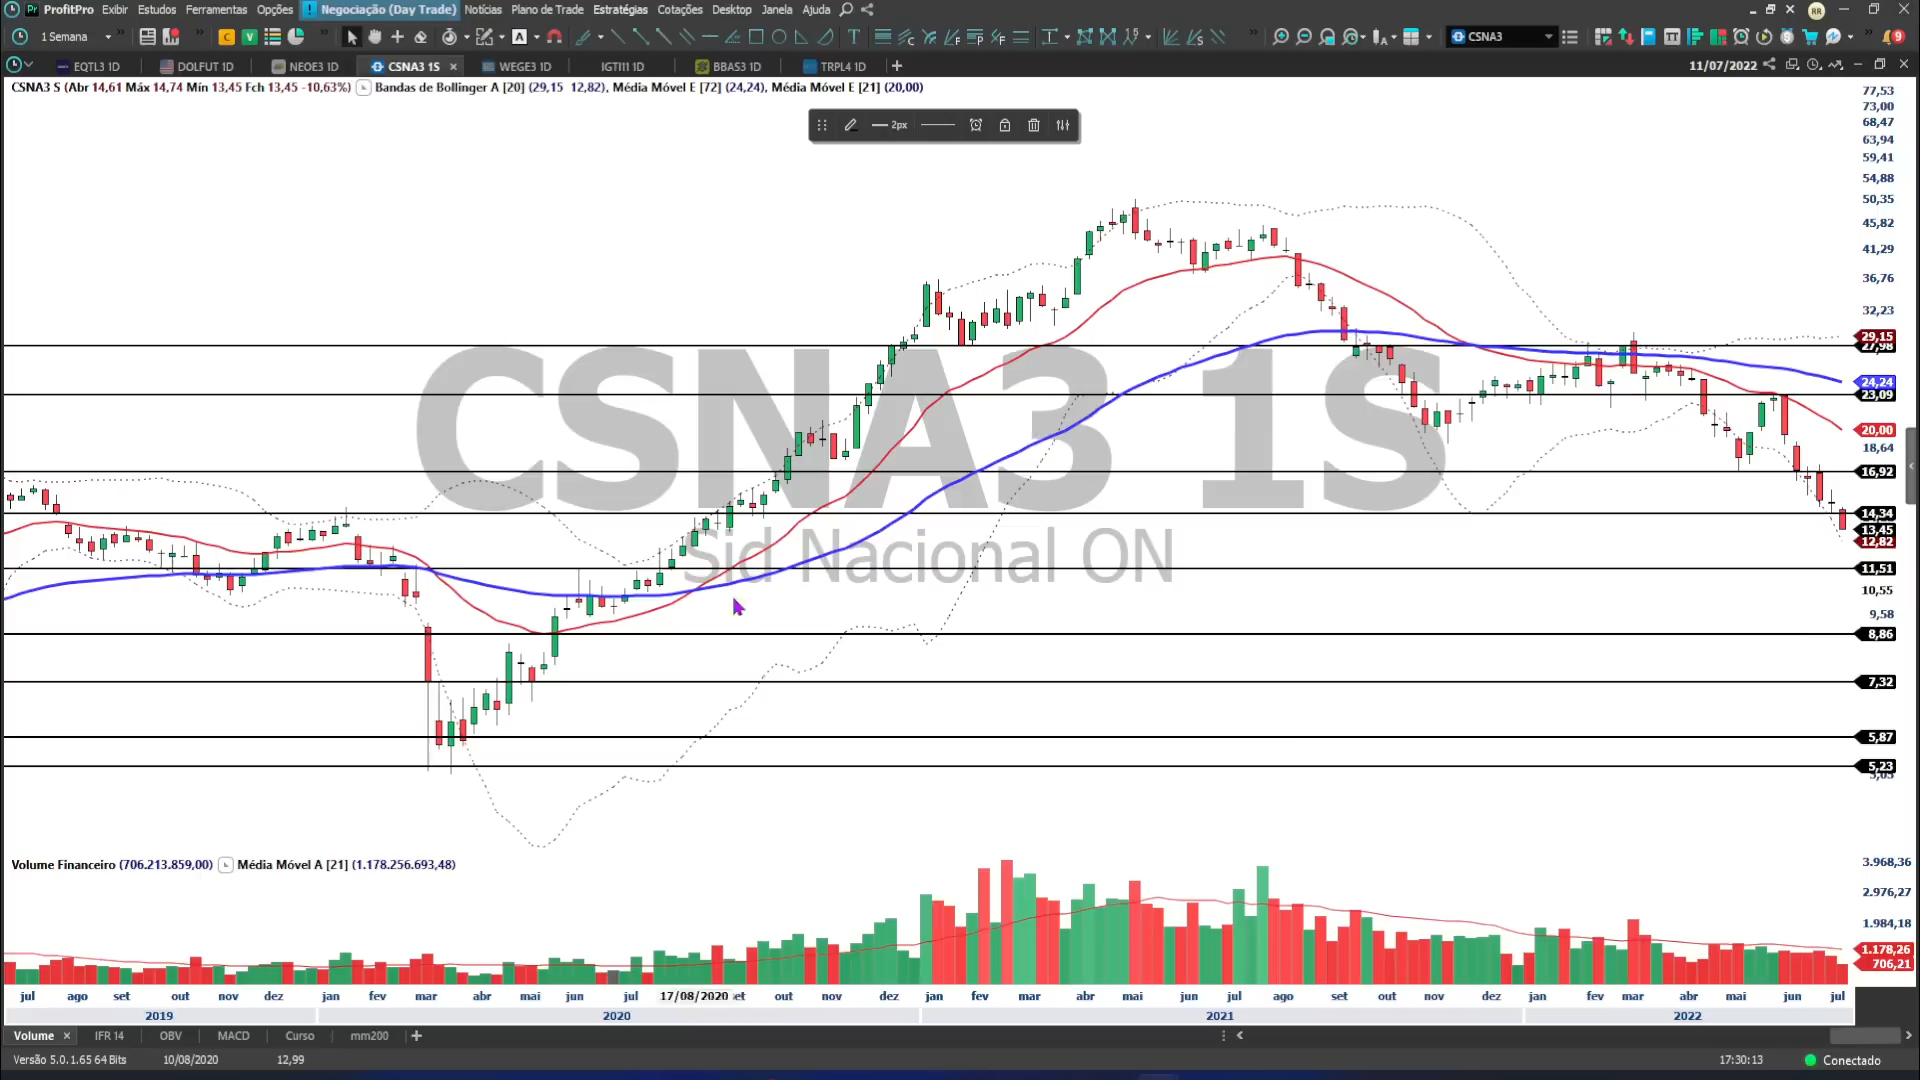 ProfitPro Exibir Estudos Ferramentas Opções ! Negociação (Day Trade) Notícias Plano de Trade Estratégias Cotações Desktop Janela Ajuda RR
1 Semana C V A T CSNA3 9
EQTL3 1D DOLFUT 1D NEOE3 1D CSNA3 1S WEGE3 1D IGTI11 1D BBAS3 1D TRPL4 1D 11/07/2022
CSNA3 S (Abr 14,61 Máx 14,74 Mín 13,45 Fch 13,45 -10,63%) Bandas de Bollinger A [20] (29,15 12,82), Média Móvel E [72] (24,24), Média Móvel E [21] (20,00)
2px
77,53
73,00
68,47
63,94
59,41
54,88
50,35
45,82
41,29
36,76
32,23
29,15
27,98
24,24
23,09
20,00
18,64
16,92
14,34
13,45
12,82
11,51
10,55
9,58
8,86
7,32
5,87
5,23
CSNA3 1S
Sid Nacional ON
Volume Financeiro (706.213.859,00) Média Móvel A [21] (1.178.256.693,48)
3.968,36
2.976,27
1.984,18
1.178,26
706,21
jul ago set out nov dez jan fev mar abr mai jun jul 17/08/2020 set out nov dez jan fev mar abr mai jun jul ago set out nov dez jan fev mar abr mai jun jul
2019 2020 2021 2022
Volume IFR 14 OBV MACD Curso mm200
Versão 5.0.1.65 64 Bits 10/08/2020 12,99 17:30:13 Conectado